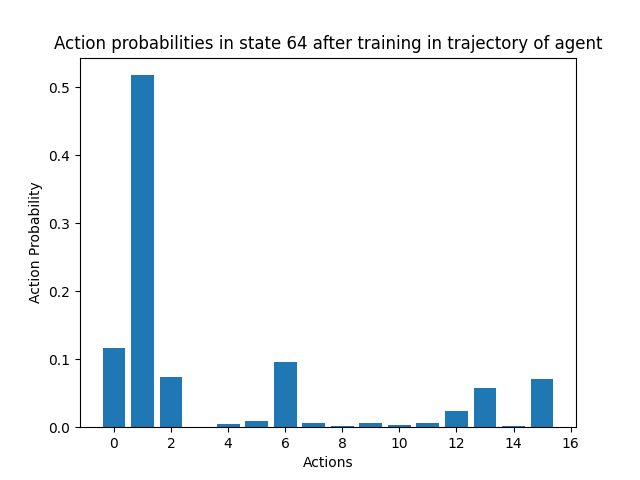 Action probabilities in state 64 after training in trajectory of agent
0.5
0.4
0.3
0.2
0.1
0.0
Action Probability
0 2 4 6 8 10 12 14 16
Actions